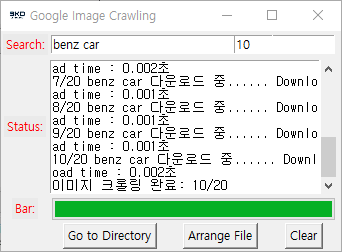 9KD Google Image Crawling
Search: benz car 10
Status:
ad time : 0.002초
7/20 benz car 다운로드 중...... Downlo
ad time : 0.001초
8/20 benz car 다운로드 중...... Downlo
ad time : 0.001초
9/20 benz car 다운로드 중...... Downlo
ad time : 0.001초
10/20 benz car 다운로드 중...... Downl
oad time : 0.002초
이미지 크롤링 완료: 10/20
Bar:
Go to Directory Arrange File Clear